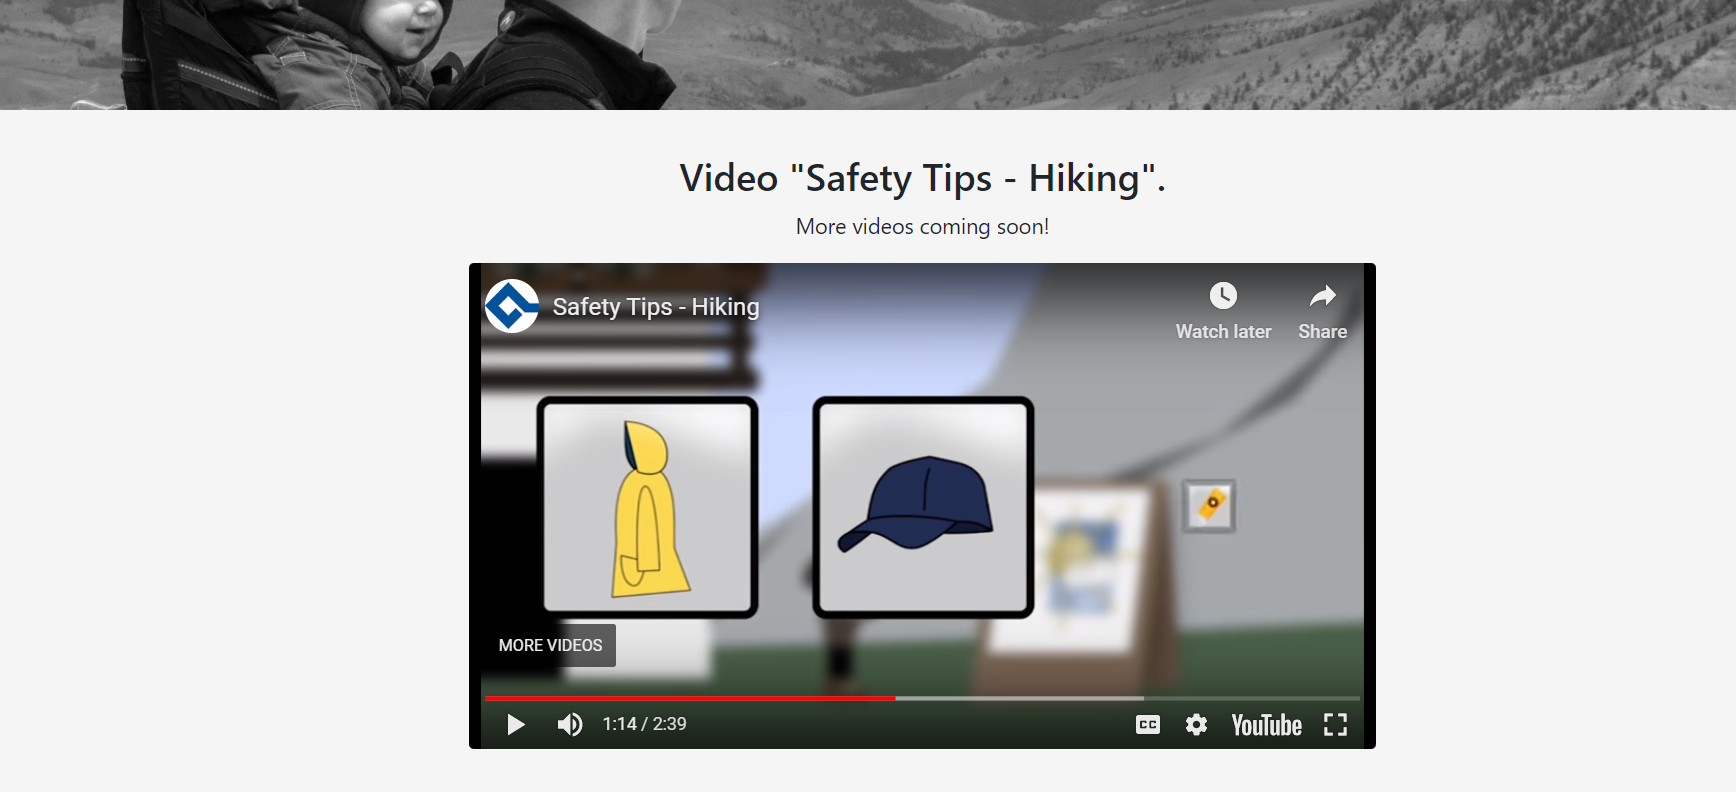 Video "Safety Tips - Hiking".
More videos coming soon!
Safety Tips - Hiking
Watch later
Share
MORE VIDEOS
1:14 / 2:39
CC
YouTube